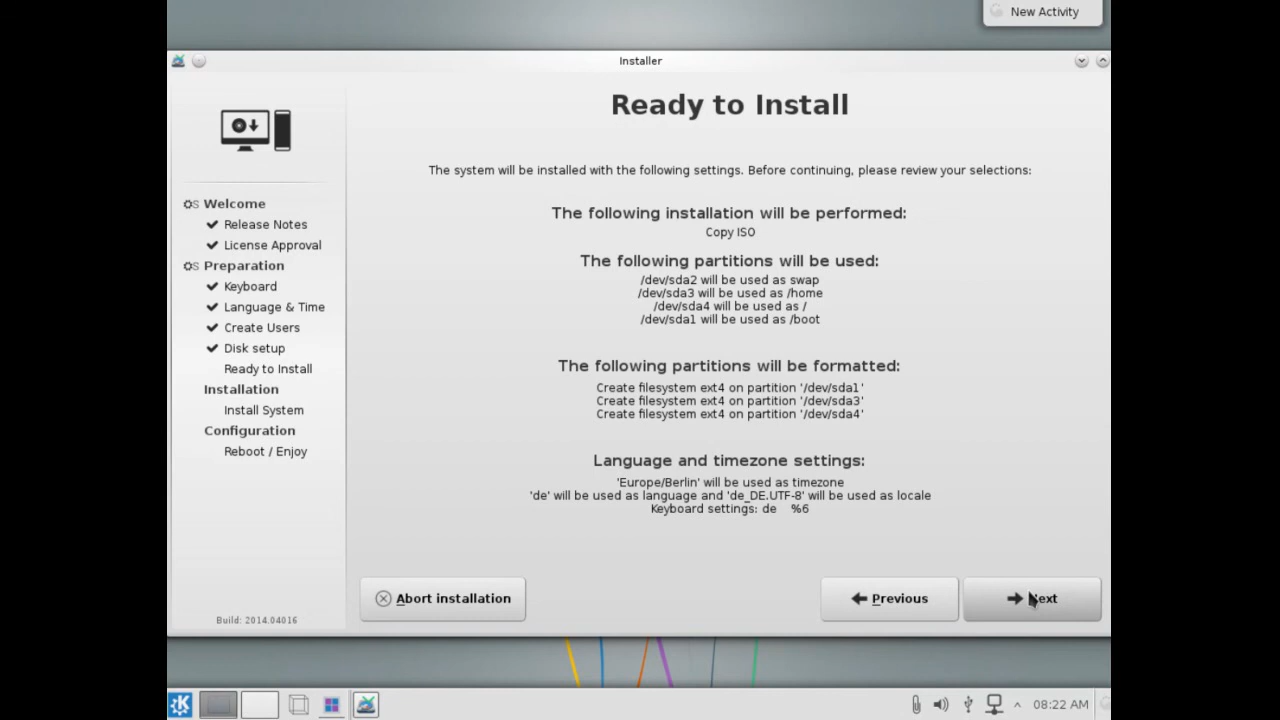 New Activity
Installer
Ready to Install
The system will be installed with the following settings. Before continuing, please review your selections:
The following installation will be performed:
Copy ISO
The following partitions will be used:
/dev/sda2 will be used as swap
/dev/sda3 will be used as /home
/dev/sda4 will be used as /
/dev/sda1 will be used as /boot
The following partitions will be formatted:
Create filesystem ext4 on partition '/dev/sda1'
Create filesystem ext4 on partition '/dev/sda3'
Create filesystem ext4 on partition '/dev/sda4'
Language and timezone settings:
'Europe/Berlin' will be used as timezone
'de' will be used as language and 'de_DE.UTF-8' will be used as locale
Keyboard settings: de %6
Welcome
Release Notes
License Approval
Preparation
Keyboard
Language & Time
Create Users
Disk setup
Ready to Install
Installation
Install System
Configuration
Reboot / Enjoy
Build: 2014.04016
Abort installation
Previous
Next
08:22 AM